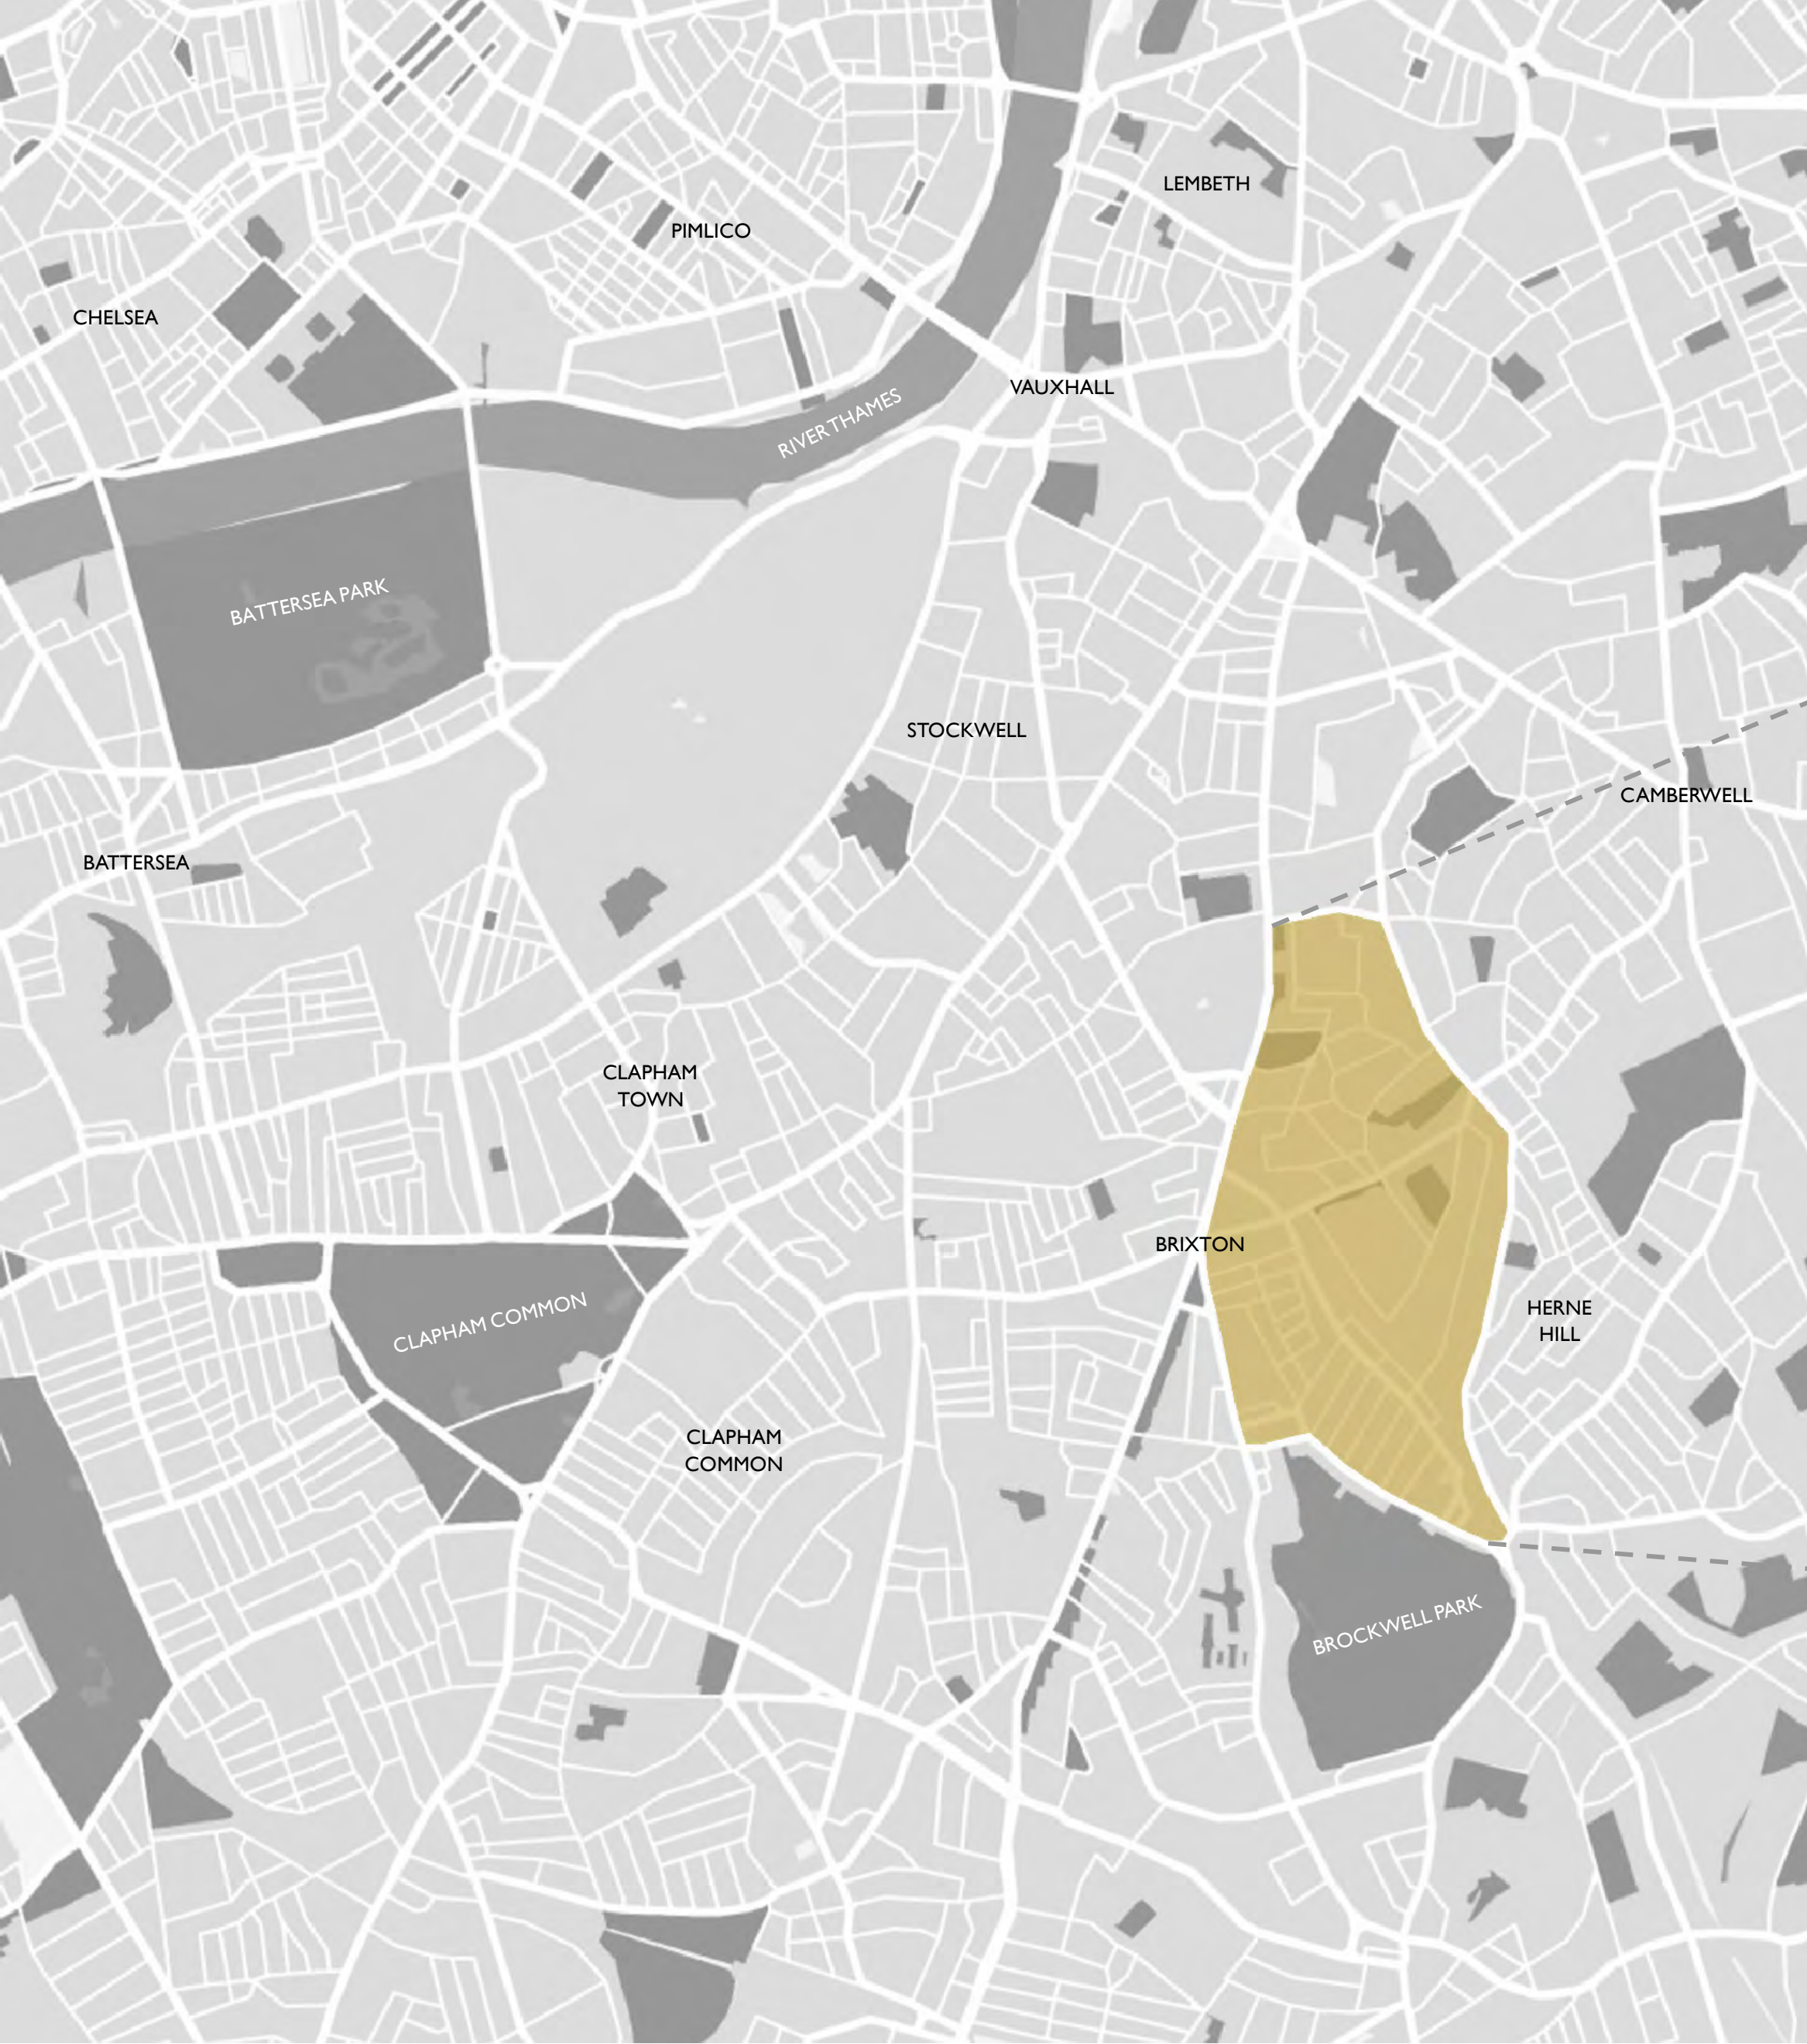 LEMBETH
PIMLICO
CHELSEA
VAUXHALL
RIVER THAMES
BATTERSEA PARK
STOCKWELL
CAMBERWELL
BATTERSEA
CLAPHAM
TOWN
BRIXTON
HERNE
HILL
CLAPHAM COMMON
CLAPHAM
COMMON
BROCKWELL PARK